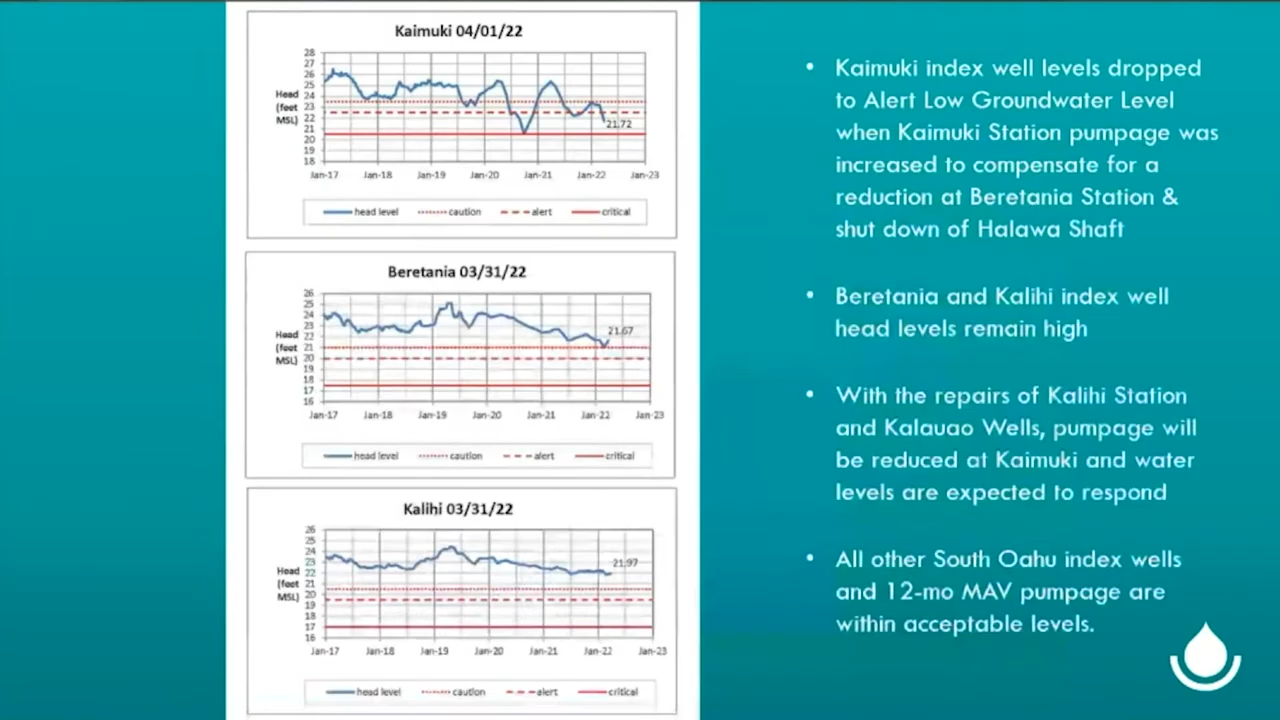 Kaimuki 04/01/22
28
27
26
25
24
23
22
21
20
19
18
Head
(feet
MSL)
21.72
Jan-17 Jan-18 Jan-19 Jan-20 Jan-21 Jan-22 Jan-23
head level caution alert critical
Beretania 03/31/22
26
25
24
23
22
21
20
19
18
17
16
Head
(feet
MSL)
21.67
Jan-17 Jan-18 Jan-19 Jan-20 Jan-21 Jan-22 Jan-23
head level caution alert critical
Kalihi 03/31/22
26
25
24
23
22
21
20
19
18
17
16
Head
(feet
MSL)
21.97
Jan-17 Jan-18 Jan-19 Jan-20 Jan-21 Jan-22 Jan-23
head level caution alert critical
• Kaimuki index well levels dropped
to Alert Low Groundwater Level
when Kaimuki Station pumpage was
increased to compensate for a
reduction at Beretania Station &
shut down of Halawa Shaft
• Beretania and Kalihi index well
head levels remain high
• With the repairs of Kalihi Station
and Kalauao Wells, pumpage will
be reduced at Kaimuki and water
levels are expected to respond
• All other South Oahu index wells
and 12-mo MAV pumpage are
within acceptable levels.